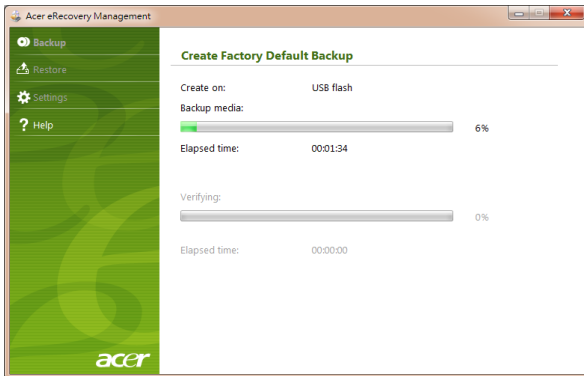 Acer eRecovery Management
Backup
Restore
Settings
? Help
Create Factory Default Backup
Create on: USB flash
Backup media:
6%
Elapsed time: 00:01:34
Verifying:
0%
Elapsed time: 00:00:00
acer